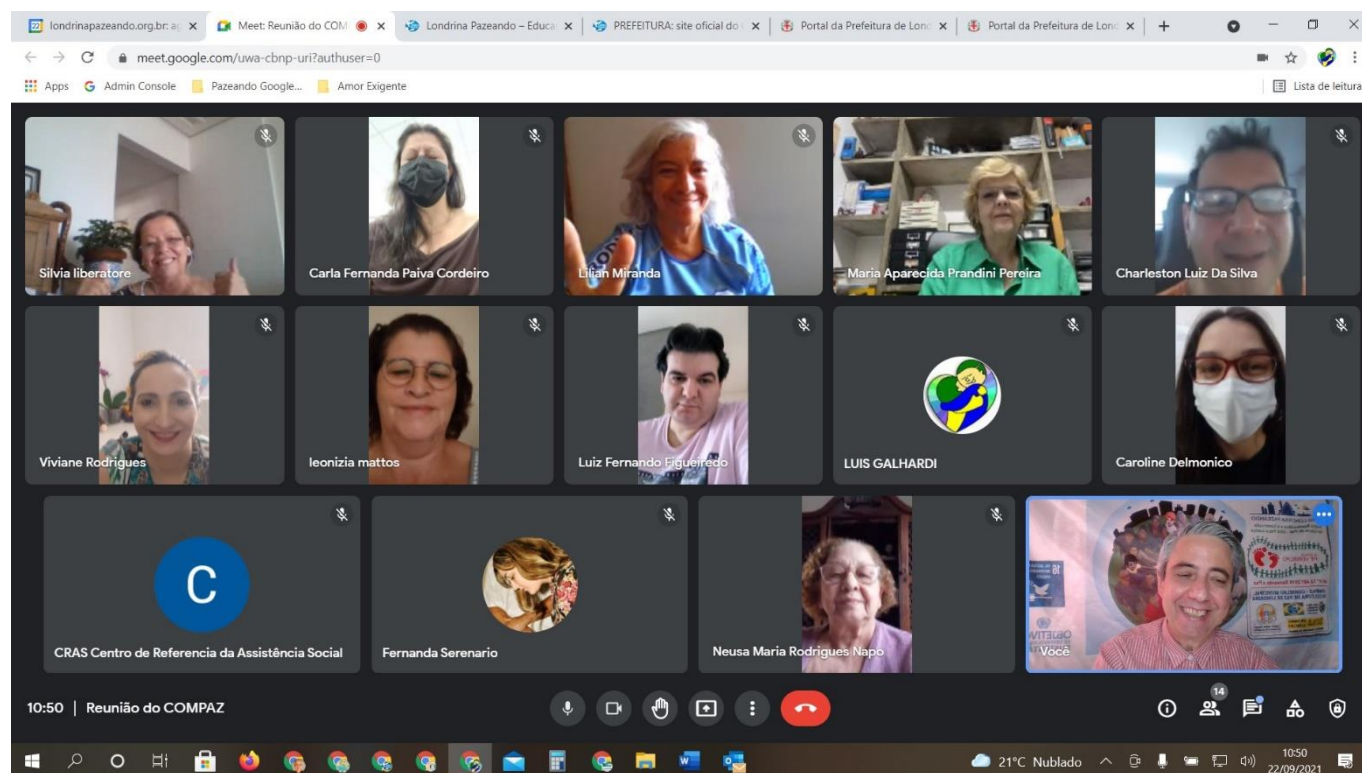 londrinapazeando.org.br: ag
Meet: Reunião do COM
Londrina Pazeando – Educa
PREFEITURA: site oficial do
Portal da Prefeitura de Lond
Portal da Prefeitura de Lond
meet.google.com/uwa-cbnp-uri?authuser=0
Apps
Admin Console
Pazeando Google...
Amor Exigente
Lista de leitura
Silvia liberatore
Carla Fernanda Paiva Cordeiro
Lilian Miranda
Maria Aparecida Prandini Pereira
Charleston Luiz Da Silva
Viviane Rodrigues
leonizia mattos
Luiz Fernando Figueiredo
LUIS GALHARDI
Caroline Delmonico
C
CRAS Centro de Referencia da Assistência Social
Fernanda Serenario
Neusa Maria Rodrigues Napo
Você
10:50 | Reunião do COMPAZ
14
21°C Nublado
10:50
22/09/2021